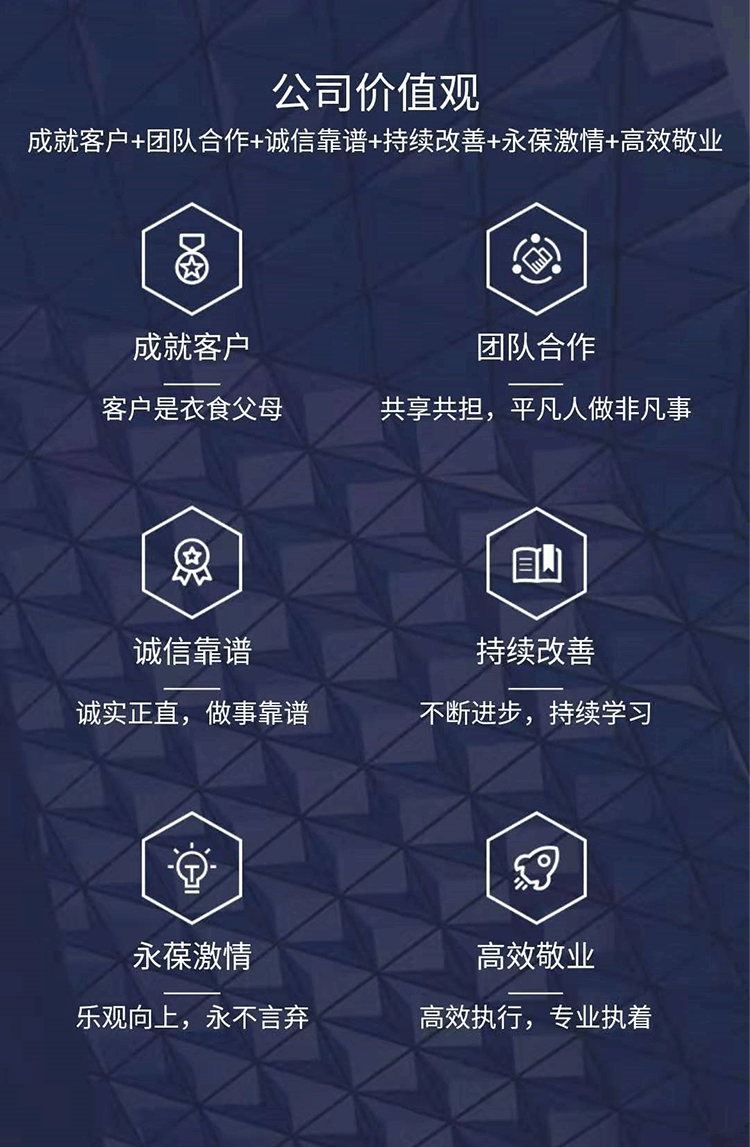 公司价值观
成就客户+团队合作+诚信靠谱+持续改善+永葆激情+高效敬业
成就客户
客户是衣食父母
团队合作
共享共担，平凡人做非凡事
诚信靠谱
诚实正直，做事靠谱
持续改善
不断进步，持续学习
永葆激情
乐观向上，永不言弃
高效敬业
高效执行，专业执着